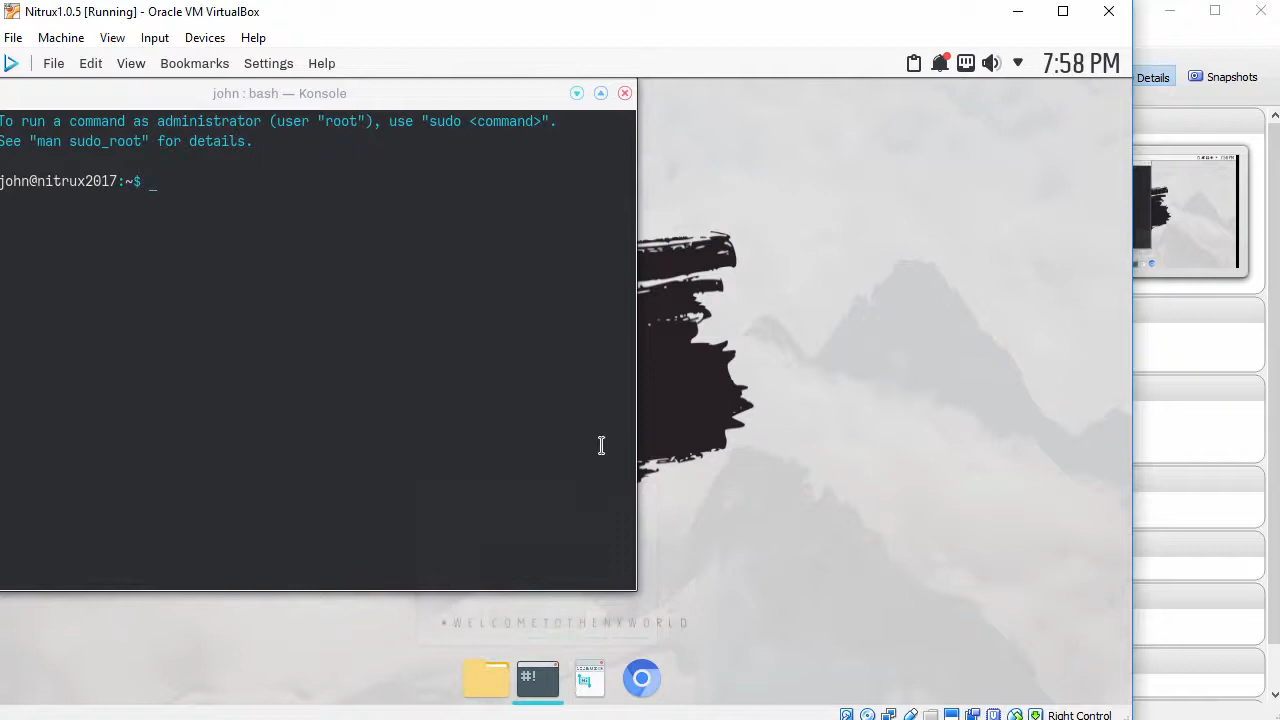 Nitrux1.0.5 [Running] - Oracle VM VirtualBox
File Machine View Input Devices Help
File Edit View Bookmarks Settings Help
7:58 PM
Details Snapshots
john : bash — Konsole
To run a command as administrator (user "root"), use "sudo <command>".
See "man sudo_root" for details.
john@nitrux2017:~$ _
#WELCOMETOTHENXWORLD
#!
Right Control